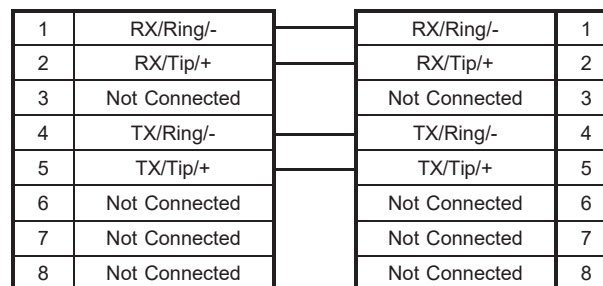 1 RX/Ring/- RX/Ring/- 1
2 RX/Tip/+ RX/Tip/+ 2
3 Not Connected Not Connected 3
4 TX/Ring/- TX/Ring/- 4
5 TX/Tip/+ TX/Tip/+ 5
6 Not Connected Not Connected 6
7 Not Connected Not Connected 7
8 Not Connected Not Connected 8